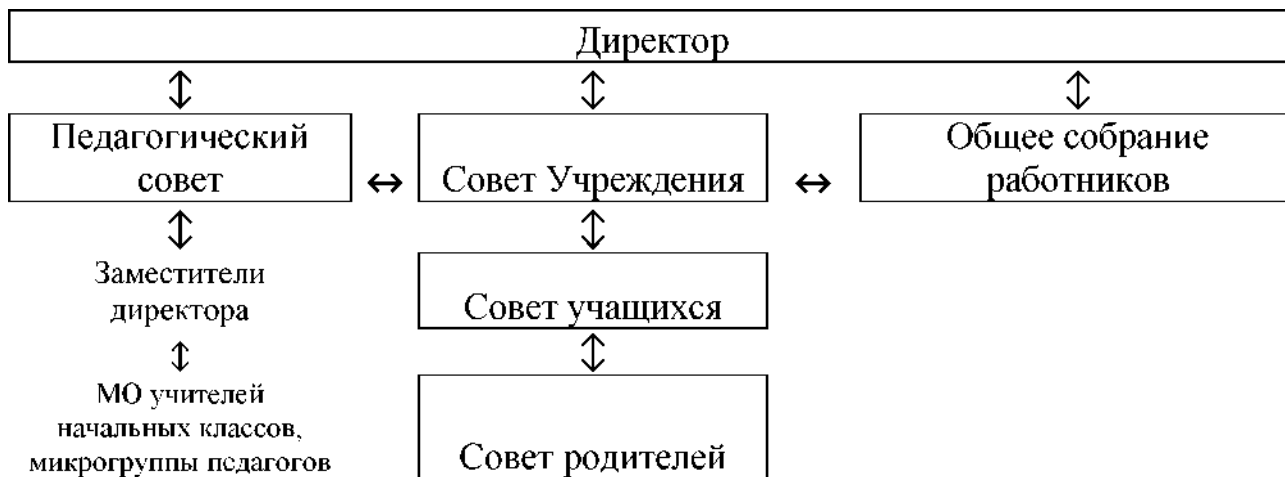 Директор
Педагогический
совет
Совет Учреждения
Общее собрание
работников
Заместители
директора
Совет учащихся
МО учителей
начальных классов,
микрогруппы педагогов
Совет родителей